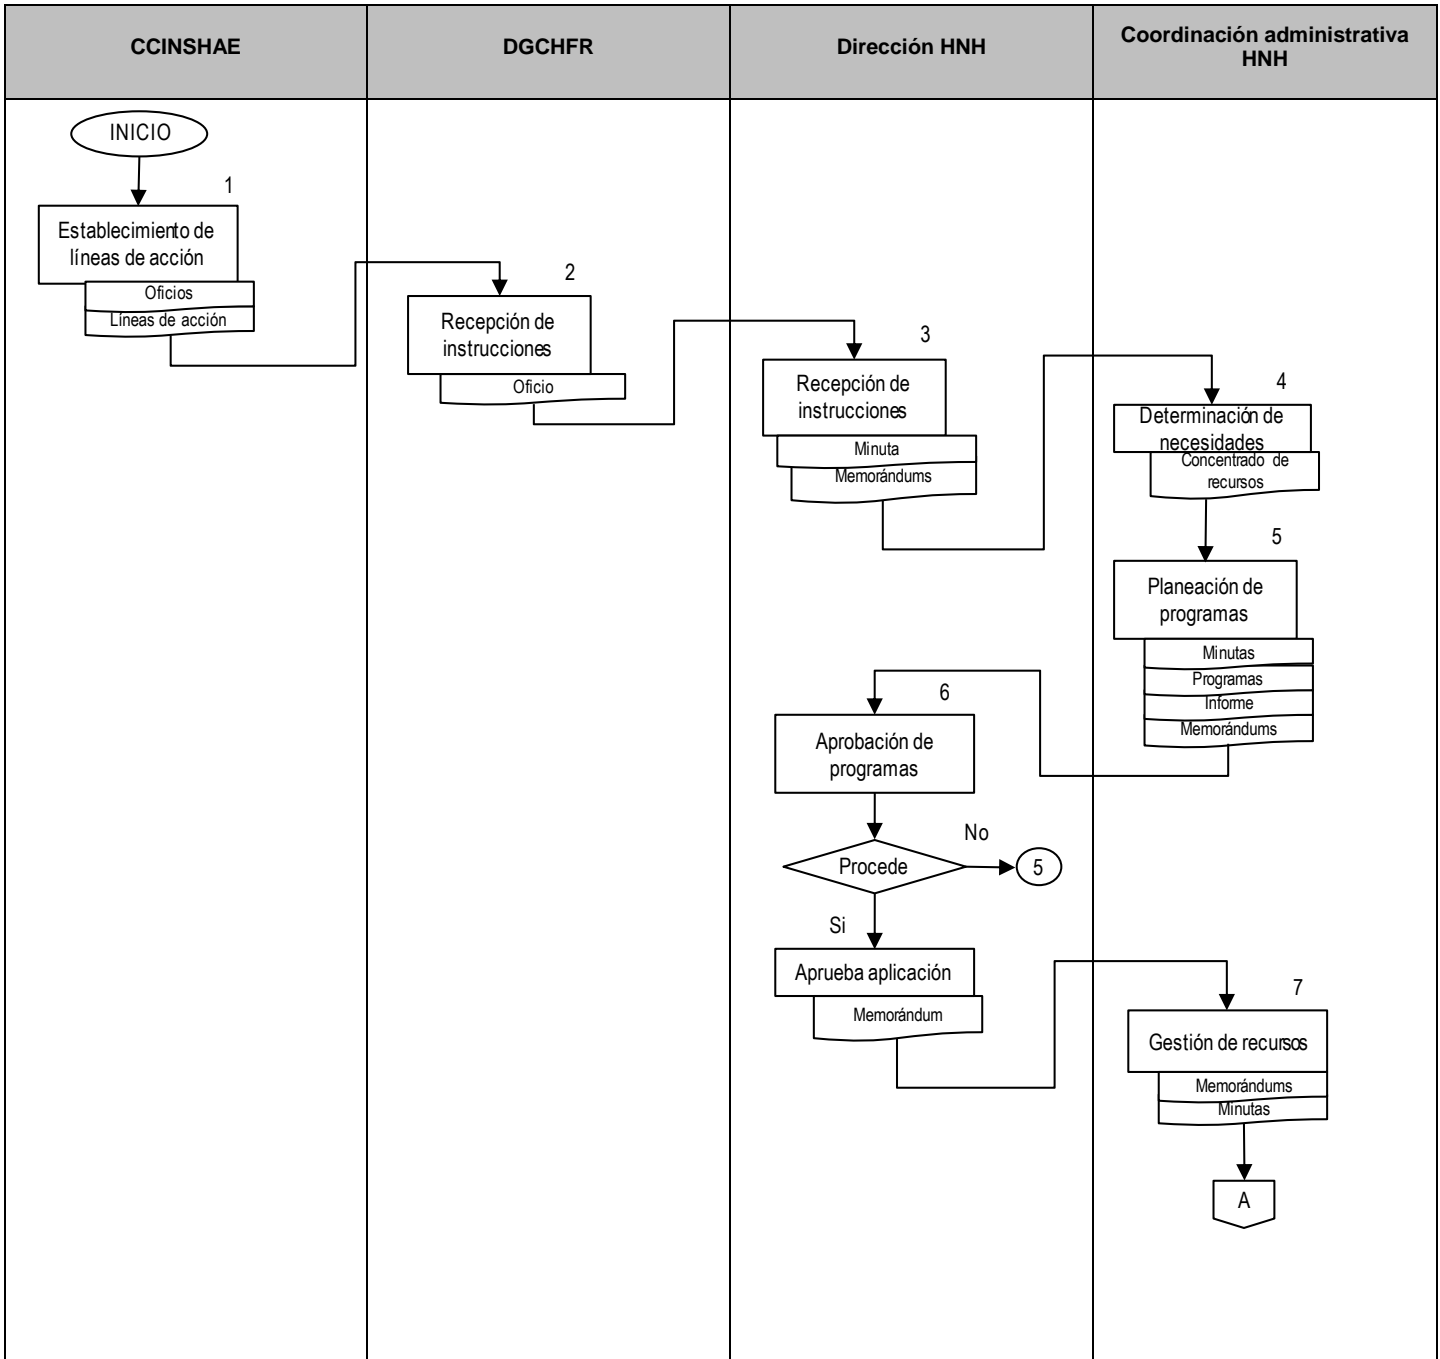 CCINSHAE
DGCHFR
Dirección HNH
Coordinación administrativa
HNH
INICIO
1
Establecimiento de
líneas de acción
Oficios
Líneas de acción
2
Recepción de
instrucciones
Oficio
3
Recepción de
instrucciones
Minuta
Memorándums
4
Determinación de
necesidades
Concentrado de
recursos
5
Planeación de
programas
Minutas
Programas
Informe
Memorándums
6
Aprobación de
programas
Procede
No
5
Si
Aprueba aplicación
Memorándum
7
Gestión de recursos
Memorándums
Minutas
A